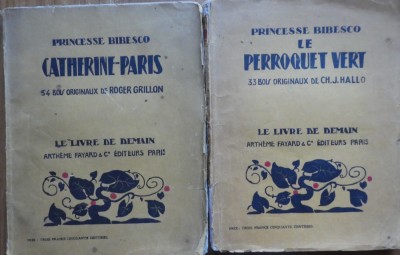 PRINCESSE BIBESCO
CATHERINE-PARIS
54 BOIS ORIGINAUX DE ROGER GRILLON
LE LIVRE DE DEMAIN
ARTHÈME FAYARD & Cie ÉDITEURS PARIS
PRINCESSE BIBESCO
LE
PERROQUET VERT
33 BOIS ORIGINAUX DE CH. J. HALLO
LE LIVRE DE DEMAIN
ARTHÈME FAYARD & Cie ÉDITEURS PARIS